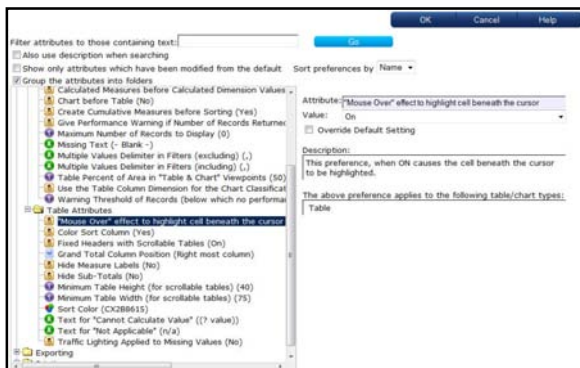 OK Cancel Help
Filter attributes to those containing text: Go
Also use description when searching
Show only attributes which have been modified from the default Sort preferences by Name
Group the attributes into folders
Calculated Measures before Calculated Dimension Values
Chart before Table (No)
Create Cumulative Measures before Sorting (Yes)
Give Performance Warning if Number of Records Returned
Maximum Number of Records to Display (0)
Missing Text (- Blank -)
Multiple Values Delimiter in Filters (excluding) (,)
Multiple Values Delimiter in Filters (including) (,)
Table Percent of Area in "Table & Chart" Viewpoints (50)
Use the Table Column Dimension for the Chart Classificat
Warning Threshold of Records (below which no performa
Table Attributes
"Mouse Over" effect to highlight cell beneath the cursor
Color Sort Column (Yes)
Fixed Headers with Scrollable Tables (On)
Grand Total Column Position (Right most column)
Hide Measure Labels (No)
Hide Sub-Totals (No)
Minimum Table Height (for scrollable tables) (40)
Minimum Table Width (for scrollable tables) (75)
Sort Color (CX2B8615)
Text for "Cannot Calculate Value" ((? value))
Text for "Not Applicable" (n/a)
Traffic Lighting Applied to Missing Values (No)
Exporting
Attribute: "Mouse Over" effect to highlight cell beneath the cursor
Value: On
Override Default Setting
Description:
This preference, when ON causes the cell beneath the cursor
to be highlighted.
The above preference applies to the following table/chart types:
Table